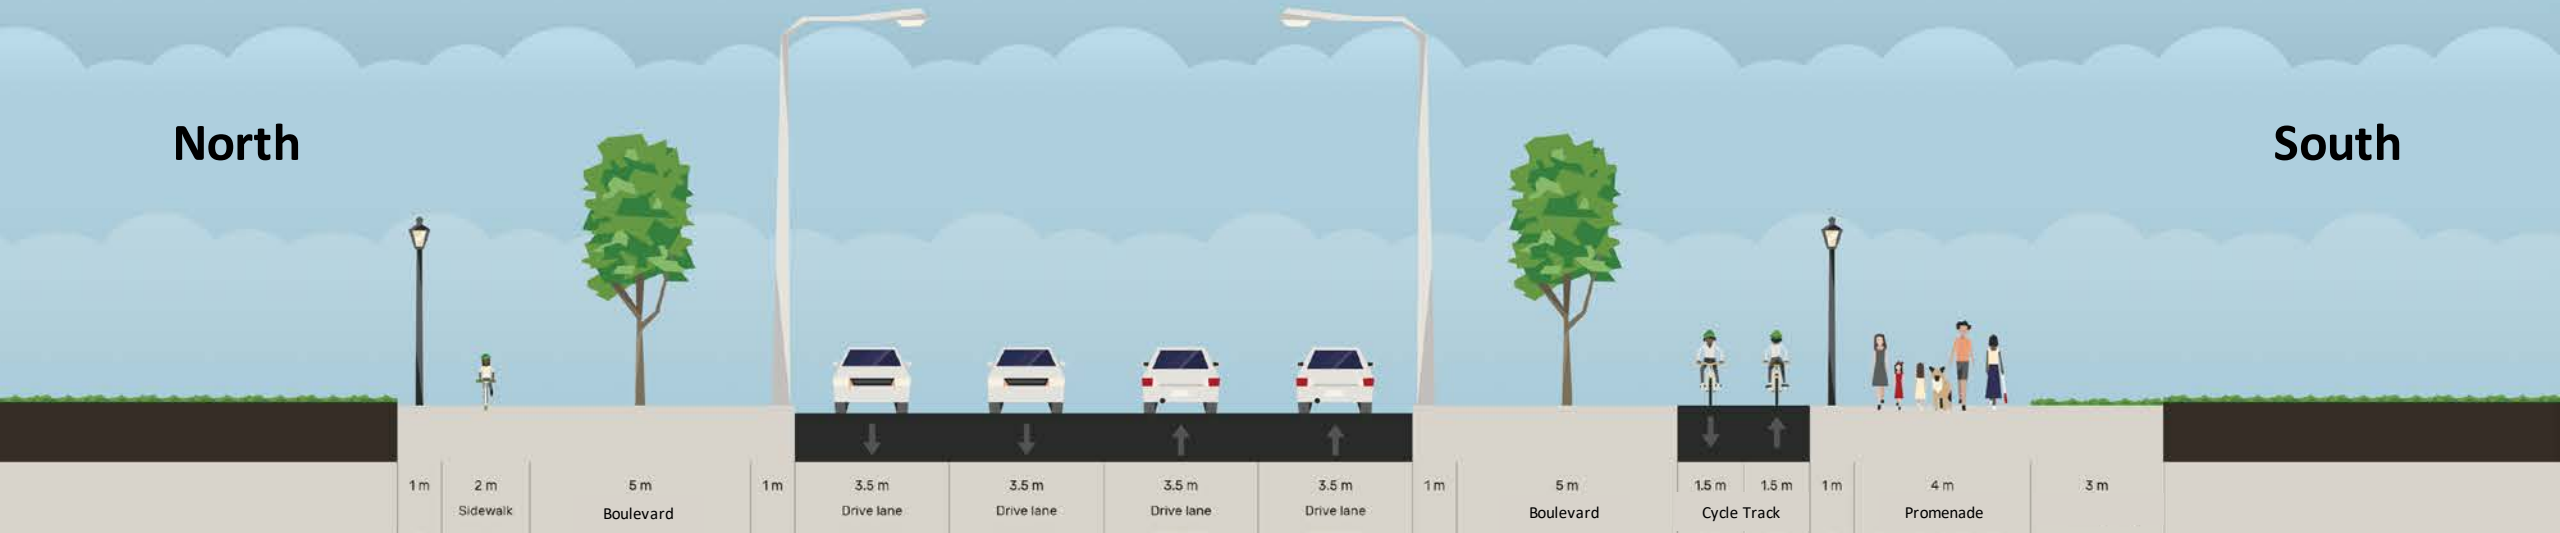 North
South
1 m
2 m
Sidewalk
5 m
Boulevard
1 m
3.5 m
Drive lane
3.5 m
Drive lane
3.5 m
Drive lane
3.5 m
Drive lane
1 m
5 m
Boulevard
1.5 m
1.5 m
Cycle Track
1 m
4 m
Promenade
3 m